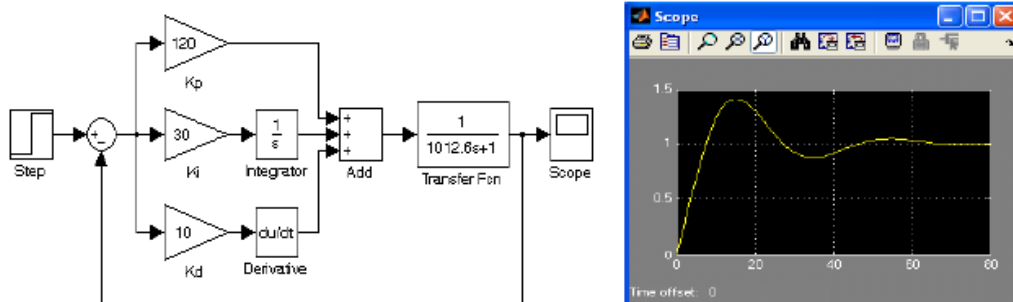 120
Kp
Step
+
−
30
Ki
1
s
Integrator
+
+
+
Add
1
1012.6s+1
Transfer Fcn
Scope
10
Kd
du/dt
Derivative
Scope
1.5
1
0.5
0
0
20
40
60
80
Time offset: 0